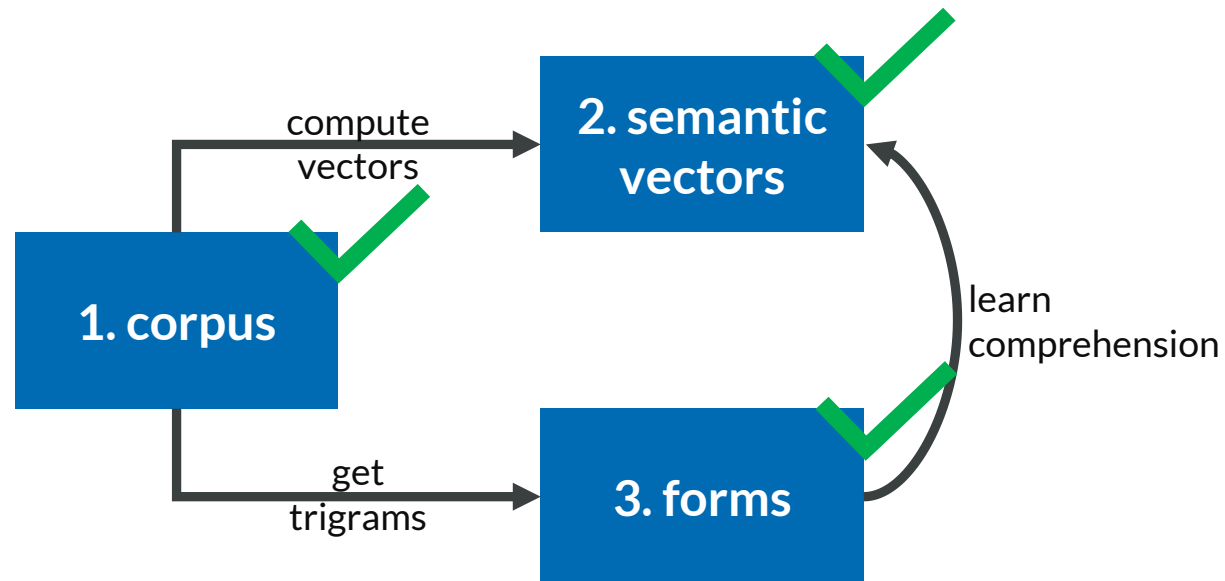 compute
vectors
2. semantic
vectors
1. corpus
learn
comprehension
get
trigrams
3. forms